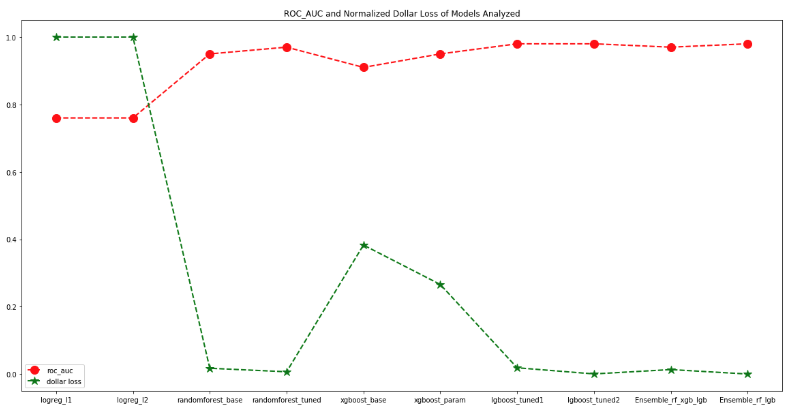 ROC_AUC and Normalized Dollar Loss of Models Analyzed
1.0
0.8
0.6
0.4
0.2
0.0
roc_auc
dollar loss
logreg_l1 logreg_l2 randomforest_base randomforest_tuned xgboost_base xgboost_param lgboost_tuned1 lgboost_tuned2 Ensemble_rf_xgb_lgb Ensemble_rf_lgb